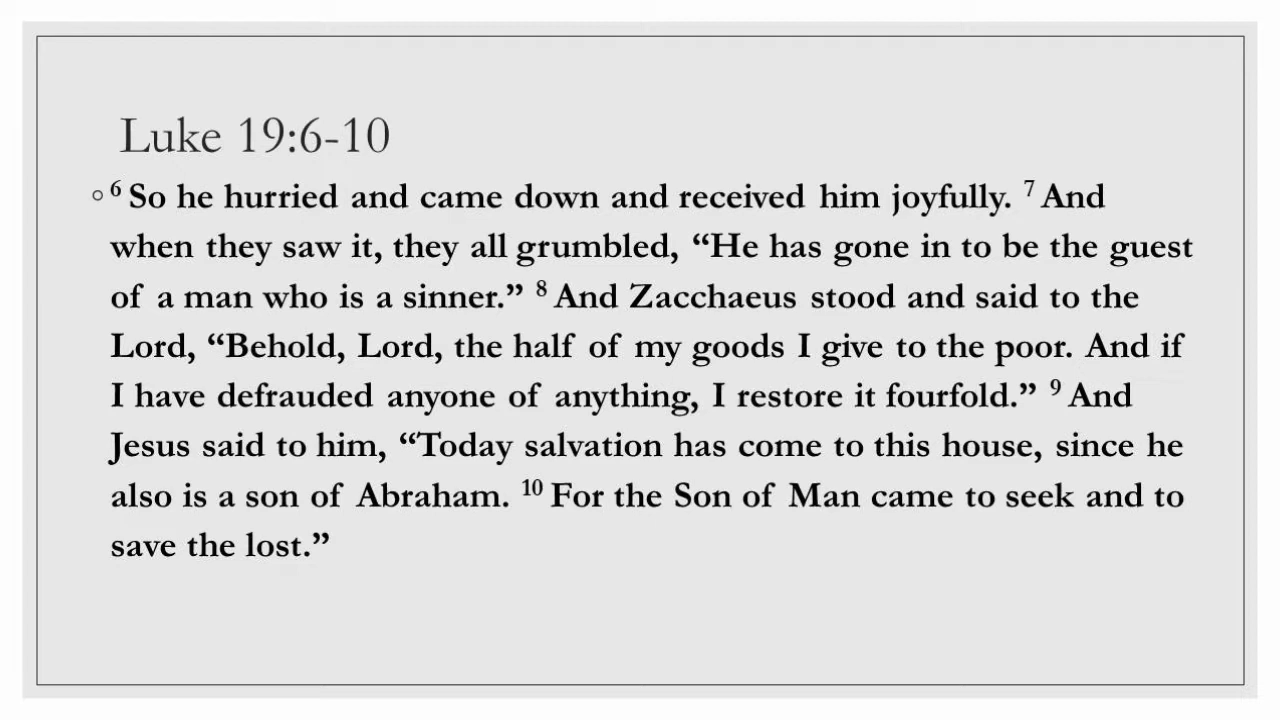 Luke 19:6-10
◦ 6 So he hurried and came down and received him joyfully. 7 And
when they saw it, they all grumbled, “He has gone in to be the guest
of a man who is a sinner.” 8 And Zacchaeus stood and said to the
Lord, “Behold, Lord, the half of my goods I give to the poor. And if
I have defrauded anyone of anything, I restore it fourfold.” 9 And
Jesus said to him, “Today salvation has come to this house, since he
also is a son of Abraham. 10 For the Son of Man came to seek and to
save the lost.”